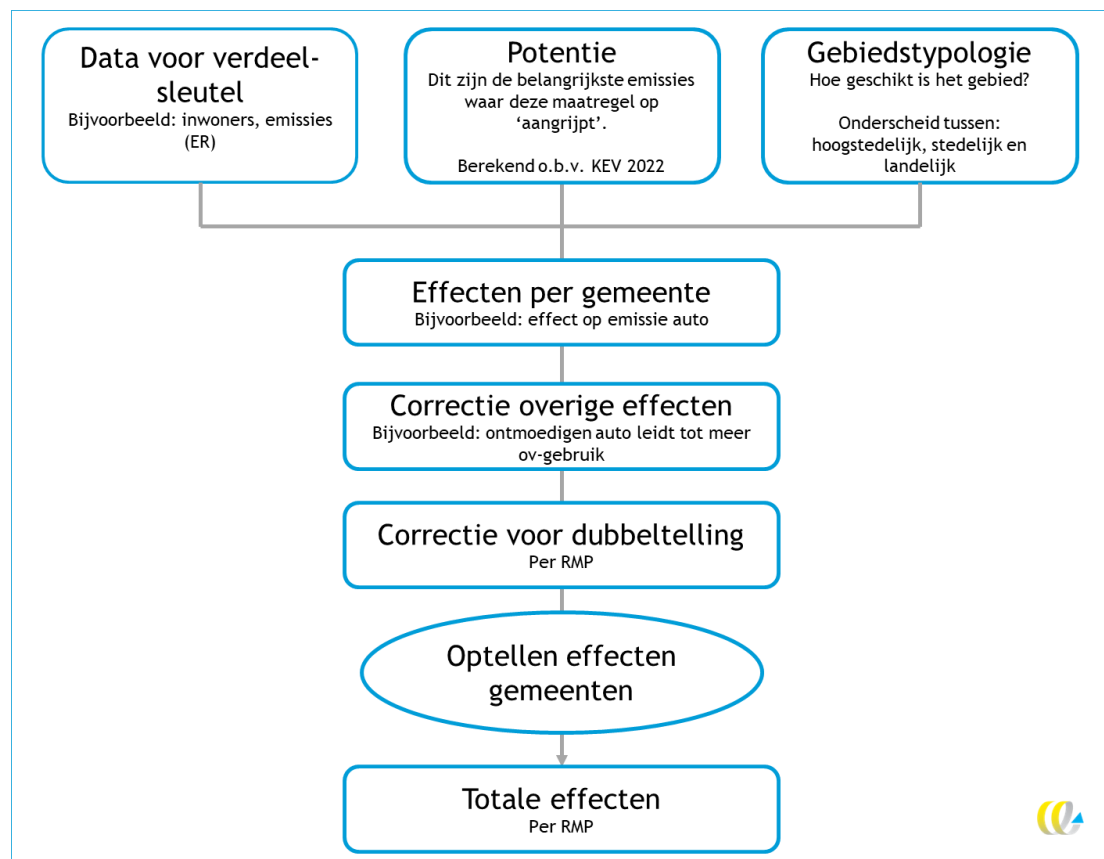 Data voor verdeel-
sleutel
Bijvoorbeeld: inwoners, emissies
(ER)
Potentie
Dit zijn de belangrijkste emissies
waar deze maatregel op
‘aangrijpt’.
Berekend o.b.v. KEV 2022
Gebiedstypologie
Hoe geschikt is het gebied?
Onderscheid tussen:
hoogstedelijk, stedelijk en
landelijk
Effecten per gemeente
Bijvoorbeeld: effect op emissie auto
Correctie overige effecten
Bijvoorbeeld: ontmoedigen auto leidt tot meer
ov-gebruik
Correctie voor dubbeltelling
Per RMP
Optellen effecten
gemeenten
Totale effecten
Per RMP